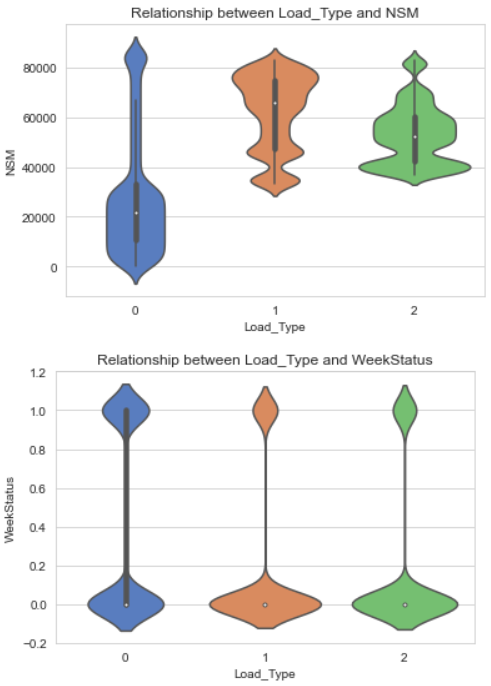 Relationship between Load_Type and NSM
80000
60000
40000
20000
0
NSM
0 1 2
Load_Type
Relationship between Load_Type and WeekStatus
1.2
1.0
0.8
0.6
0.4
0.2
0.0
−0.2
WeekStatus
0 1 2
Load_Type